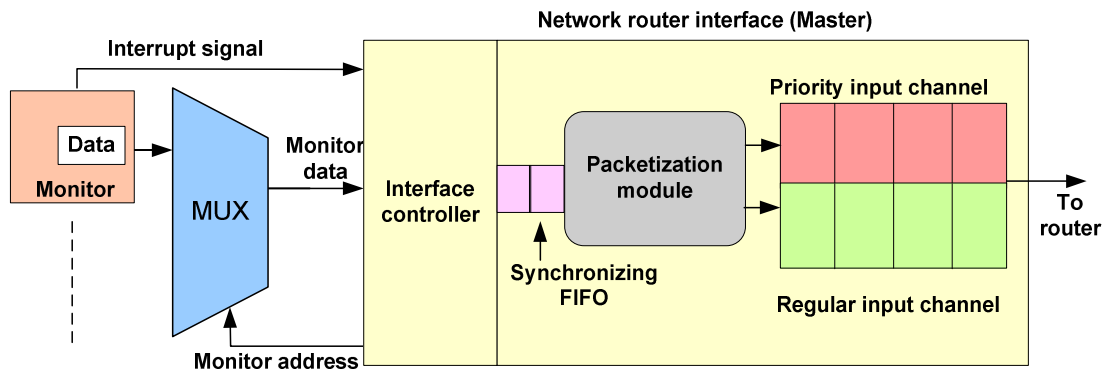 Network router interface (Master)
Interrupt signal
Priority input channel
Data
Monitor
Monitor
data
MUX
Interface
controller
Packetization
module
To
router
Synchronizing
FIFO
Regular input channel
Monitor address